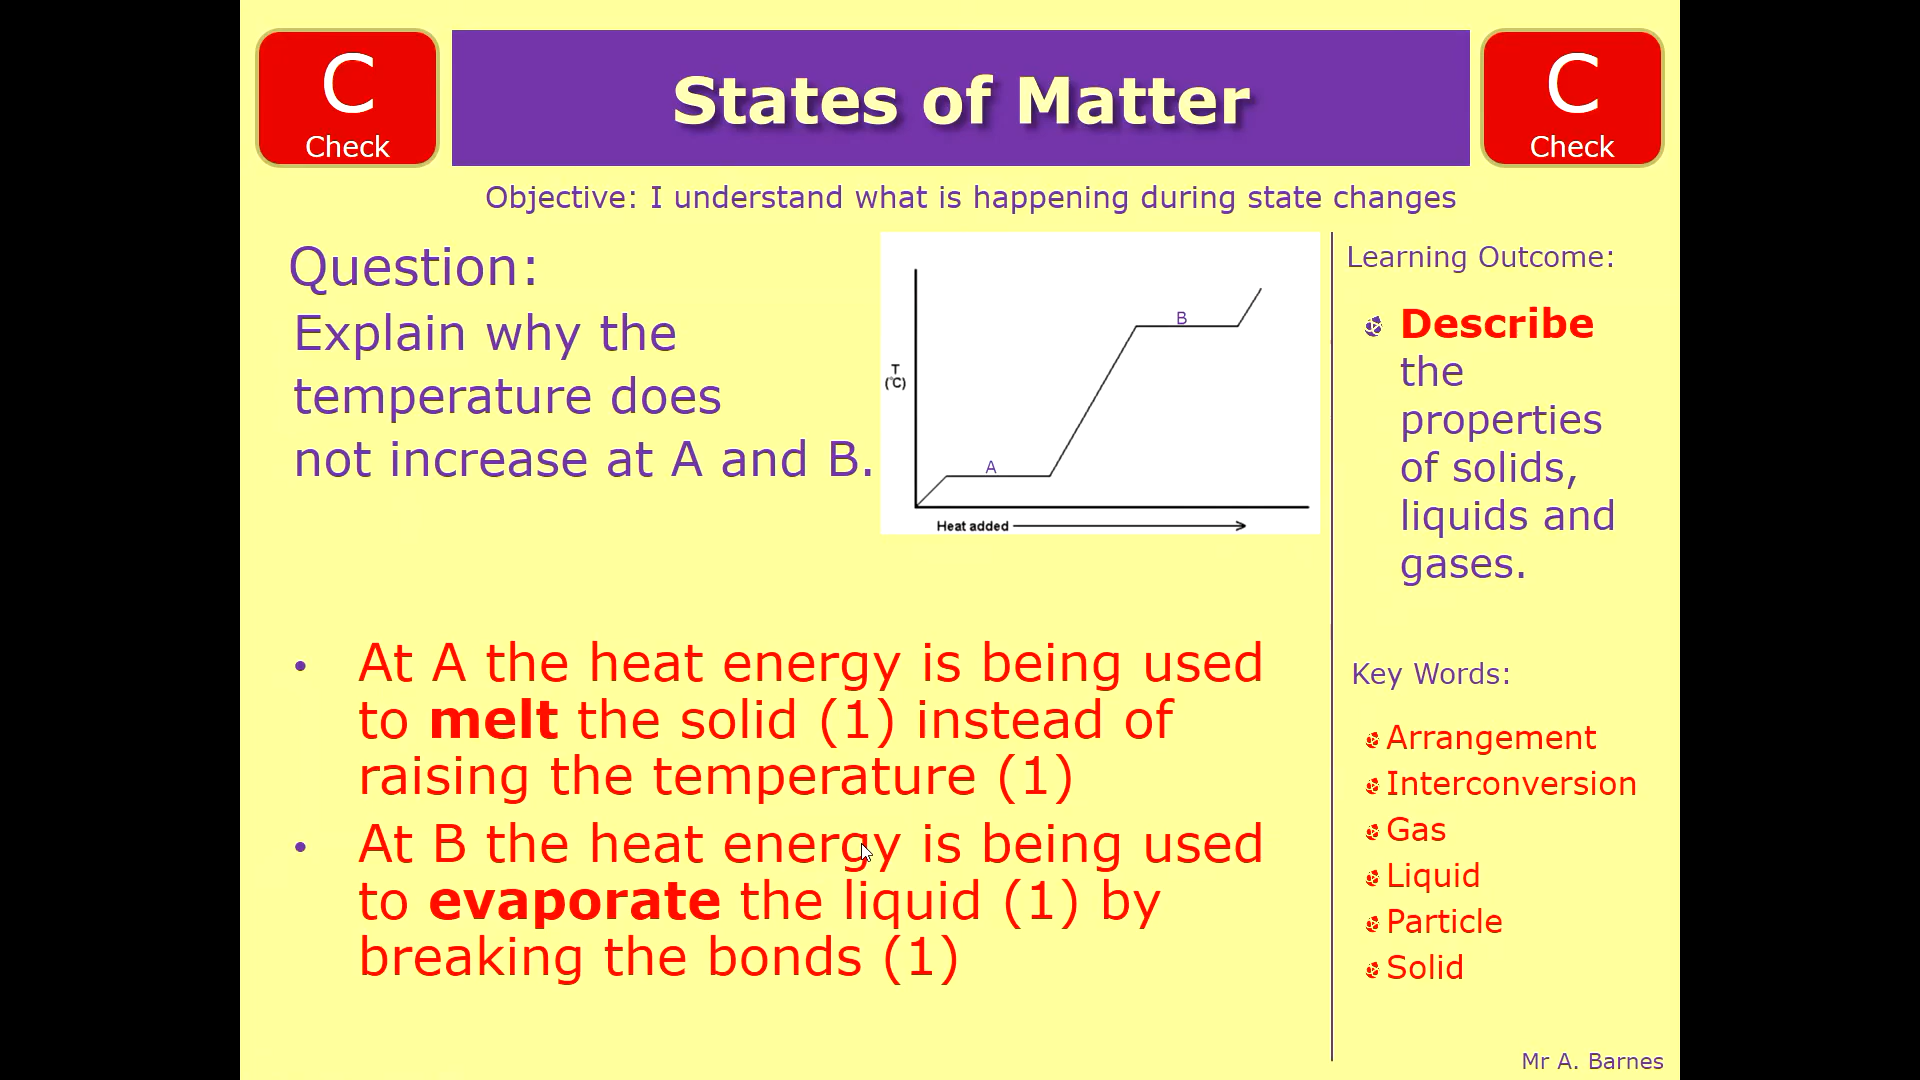 C
Check
States of Matter
C
Check
Objective: I understand what is happening during state changes
Question:
Explain why the
temperature does
not increase at A and B.
T
(°C)
A
B
Heat added
At A the heat energy is being used
to melt the solid (1) instead of
raising the temperature (1)
At B the heat energy is being used
to evaporate the liquid (1) by
breaking the bonds (1)
Learning Outcome:
Describe
the
properties
of solids,
liquids and
gases.
Key Words:
Arrangement
Interconversion
Gas
Liquid
Particle
Solid
Mr A. Barnes